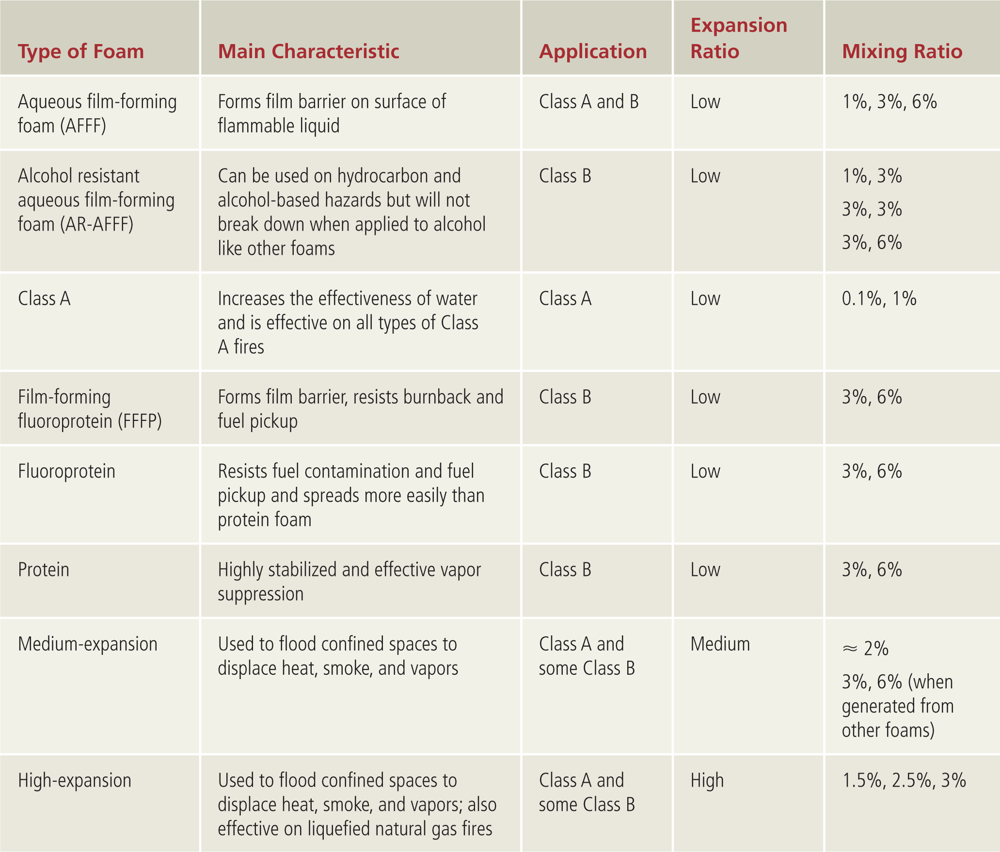 Type of Foam
Main Characteristic
Application
Expansion
Ratio
Mixing Ratio
Aqueous film-forming
foam (AFFF)
Forms film barrier on surface of
flammable liquid
Class A and B
Low
1%, 3%, 6%
Alcohol resistant
aqueous film-forming
foam (AR-AFFF)
Can be used on hydrocarbon and
alcohol-based hazards but will not
break down when applied to alcohol
like other foams
Class B
Low
1%, 3%
3%, 3%
3%, 6%
Class A
Increases the effectiveness of water
and is effective on all types of Class
A fires
Class A
Low
0.1%, 1%
Film-forming
fluoroprotein (FFFP)
Forms film barrier, resists burnback and
fuel pickup
Class B
Low
3%, 6%
Fluoroprotein
Resists fuel contamination and fuel
pickup and spreads more easily than
protein foam
Class B
Low
3%, 6%
Protein
Highly stabilized and effective vapor
suppression
Class B
Low
3%, 6%
Medium-expansion
Used to flood confined spaces to
displace heat, smoke, and vapors
Class A and
some Class B
Medium
≈ 2%
3%, 6% (when
generated from
other foams)
High-expansion
Used to flood confined spaces to
displace heat, smoke, and vapors; also
effective on liquefied natural gas fires
Class A and
some Class B
High
1.5%, 2.5%, 3%